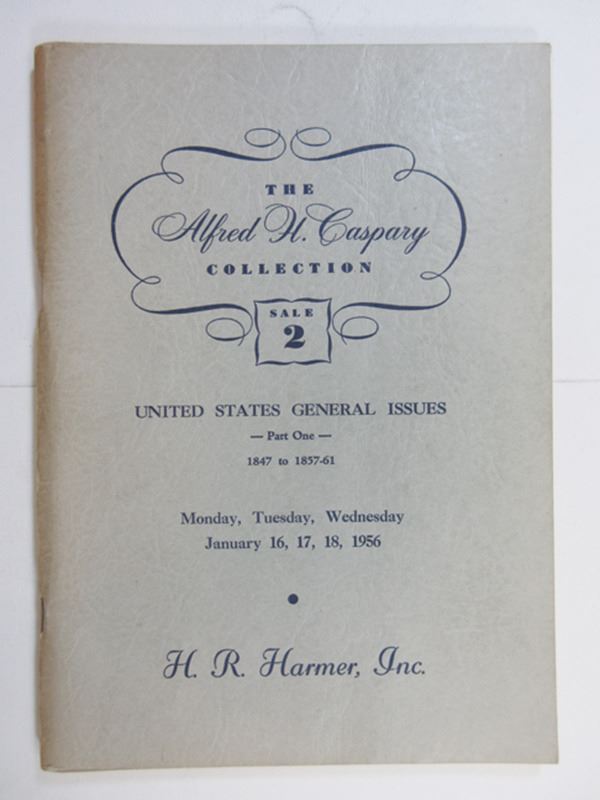 THE
Alfred H. Caspary
COLLECTION
SALE
2
UNITED STATES GENERAL ISSUES
— Part One —
1847 to 1857-61
Monday, Tuesday, Wednesday
January 16, 17, 18, 1956
H. R. Harmer, Inc.